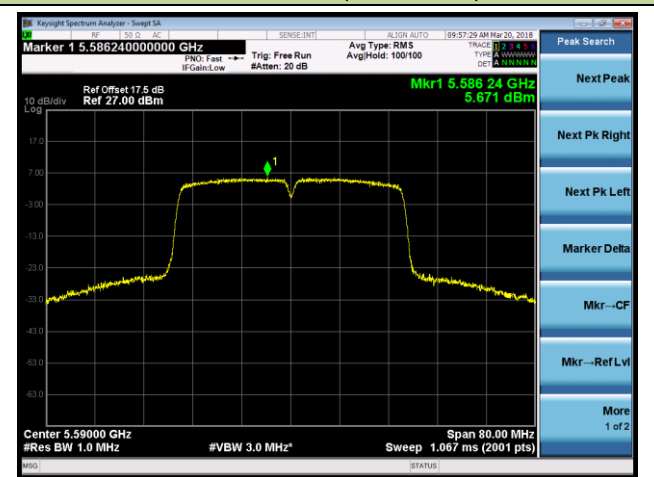 Keysight Spectrum Analyzer - Swept SA
RF 50 Ω AC SENSE:INT ALIGN AUTO 09:57:29 AM Mar 20, 2018
Marker 1 5.586240000000 GHz
PNO: Fast
IFGain:Low
Trig: Free Run
#Atten: 20 dB
Avg Type: RMS
Avg|Hold: 100/100
TRACE 1 2 3 4 5 6
TYPE A WWWWW
DET A N N N N N
Peak Search
Mkr1 5.586 24 GHz
5.671 dBm
Ref Offset 17.5 dB
10 dB/div Ref 27.00 dBm
Log
17.0
7.00
-3.00
-13.0
-23.0
-33.0
-43.0
-53.0
-63.0
1
Next Peak
Next Pk Right
Next Pk Left
Marker Delta
Mkr→CF
Mkr→Ref Lvl
More
1 of 2
Center 5.59000 GHz Span 80.00 MHz
#Res BW 1.0 MHz #VBW 3.0 MHz* Sweep 1.067 ms (2001 pts)
MSG STATUS